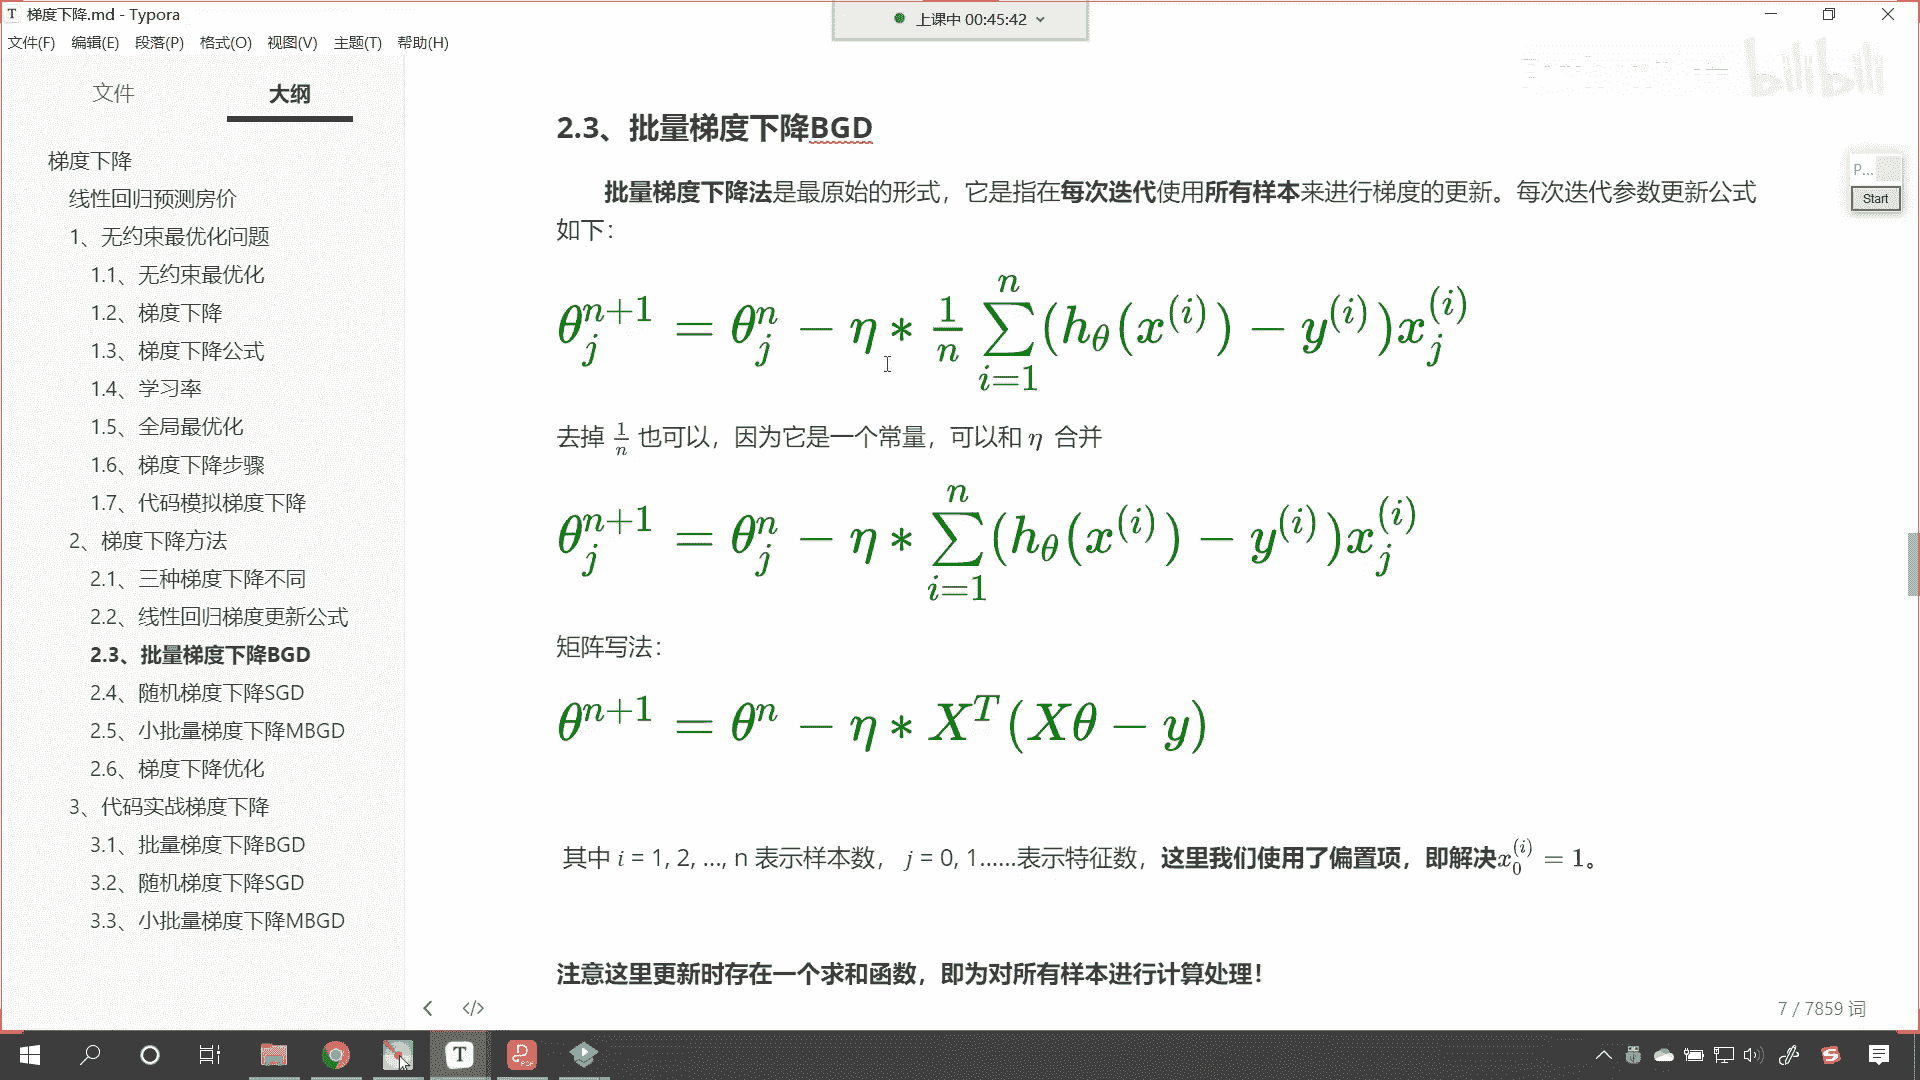 梯度下降.md - Typora
上课中 00:45:42
文件(F) 编辑(E) 段落(P) 格式(O) 视图(V) 主题(T) 帮助(H)
bilibili
文件 大纲
梯度下降
线性回归预测房价
1、无约束最优化问题
1.1、无约束最优化
1.2、梯度下降
1.3、梯度下降公式
1.4、学习率
1.5、全局最优化
1.6、梯度下降步骤
1.7、代码模拟梯度下降
2、梯度下降方法
2.1、三种梯度下降不同
2.2、线性回归梯度更新公式
2.3、批量梯度下降BGD
2.4、随机梯度下降SGD
2.5、小批量梯度下降MBGD
2.6、梯度下降优化
3、代码实战梯度下降
3.1、批量梯度下降BGD
3.2、随机梯度下降SGD
3.3、小批量梯度下降MBGD
2.3、批量梯度下降BGD
批量梯度下降法是最原始的形式，它是指在每次迭代使用所有样本来进行梯度的更新。每次迭代参数更新公式
如下：
θ_j^{n+1} = θ_j^n − η ∗ \frac{1}{n} \sum_{i=1}^{n} (h_θ(x^{(i)}) − y^{(i)}) x_j^{(i)}
去掉 \frac{1}{n} 也可以，因为它是一个常量，可以和 η 合并
θ_j^{n+1} = θ_j^n − η ∗ \sum_{i=1}^{n} (h_θ(x^{(i)}) − y^{(i)}) x_j^{(i)}
矩阵写法：
θ^{n+1} = θ^n − η ∗ X^T(Xθ − y)
其中 i = 1, 2, ..., n 表示样本数， j = 0, 1......表示特征数，这里我们使用了偏置项，即解决x_0^{(i)} = 1。
注意这里更新时存在一个求和函数，即为对所有样本进行计算处理！
7 / 7859 词
P...
Start